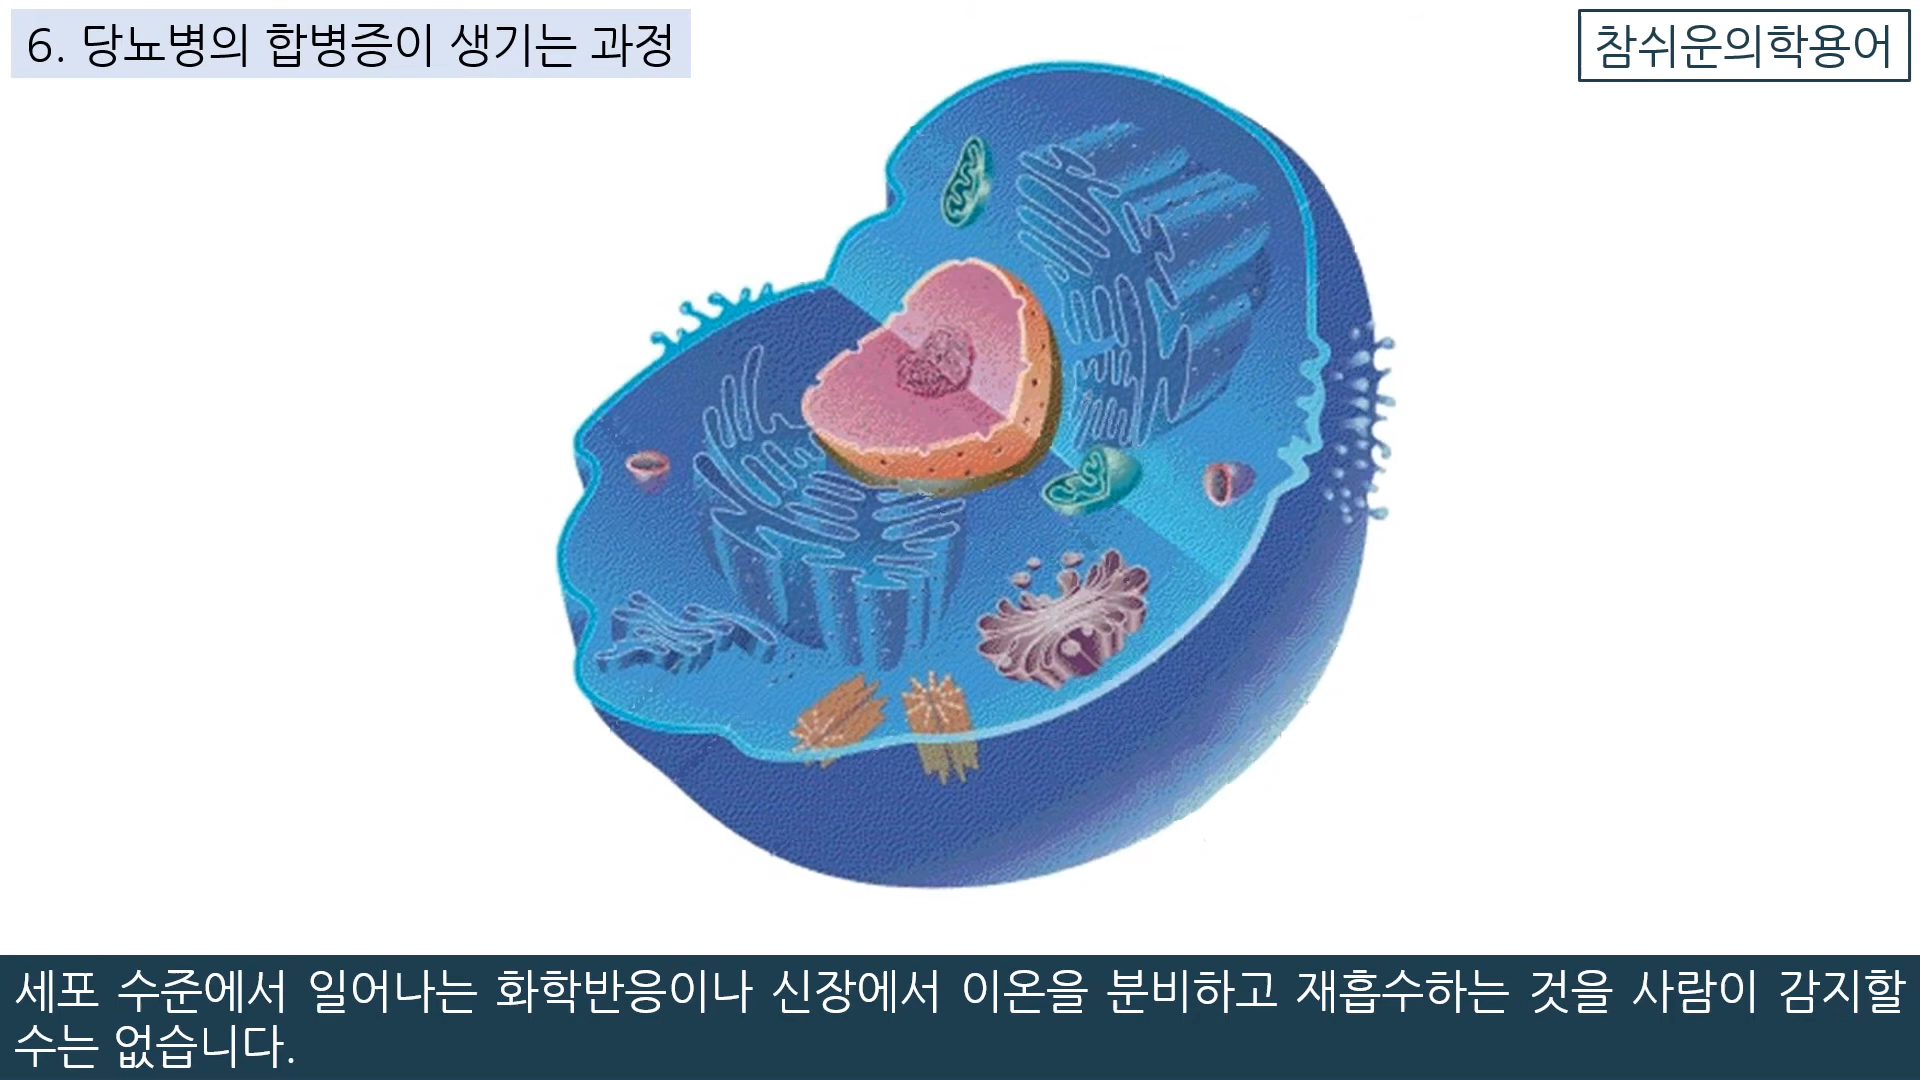 6. 당뇨병의 합병증이 생기는 과정
참쉬운의학용어
세포 수준에서 일어나는 화학반응이나 신장에서 이온을 분비하고 재흡수하는 것을 사람이 감지할
수는 없습니다.